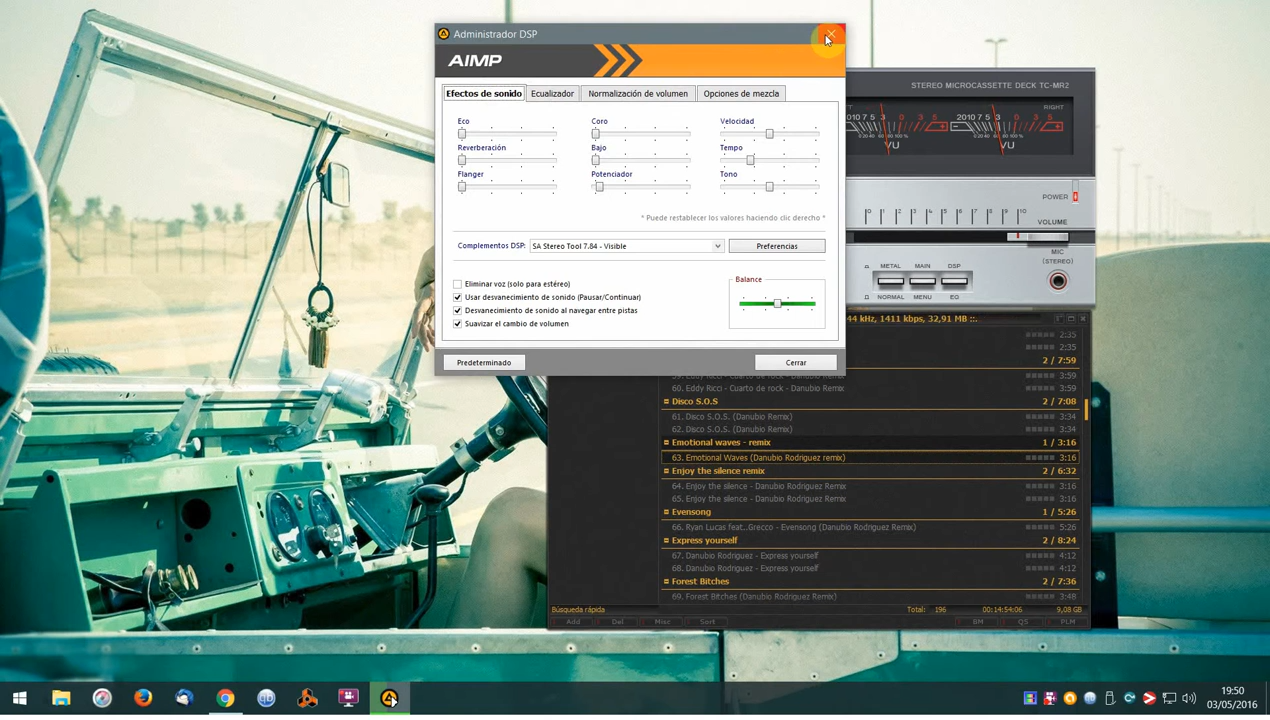 Administrador DSP
AIMP
Efectos de sonido
Ecualizador
Normalización de volumen
Opciones de mezcla
Eco
Coro
Velocidad
Reverberación
Bajo
Tempo
Flanger
Potenciador
Tono
* Puede restablecer los valores haciendo clic derecho *
Complementos DSP:
SA Stereo Tool 7.84 - Visible
Preferencias
Eliminar voz (solo para estéreo)
Usar desvanecimiento de sonido (Pausar/Continuar)
Desvanecimiento de sonido al navegar entre pistas
Suavizar el cambio de volumen
Balance
Predeterminado
Cerrar
STEREO MICROCASSETTE DECK TC-MR2
RIGHT
VU
VU
POWER
0 1 2 3 4 5 6 7 8 9 10
VOLUME
MIC
(STEREO)
METAL MAIN DSP
NORMAL MENU EQ
44 kHz, 1411 kbps, 32,91 MB ::.
2:35
2:35
2 / 7:59
3:59
60. Eddy Ricci - Cuarto de rock - Danubio Remix 3:59
Disco S.O.S 2 / 7:08
61. Disco S.O.S. (Danubio Remix) 3:34
62. Disco S.O.S. (Danubio Remix) 3:34
Emotional waves - remix 1 / 3:16
63. Emotional Waves (Danubio Rodriguez remix) 3:16
Enjoy the silence remix 2 / 6:32
64. Enjoy the silence - Danubio Rodriguez Remix 3:16
65. Enjoy the silence - Danubio Rodriguez Remix 3:16
Evensong 1 / 5:26
66. Ryan Lucas feat..Grecco - Evensong (Danubio Rodriguez Remix) 5:26
Express yourself 2 / 8:24
67. Danubio Rodriguez - Express yourself 4:12
68. Danubio Rodriguez - Express yourself 4:12
Forest Bitches 2 / 7:36
69. Forest Bitches (Danubio Rodriguez Remix) 3:48
Búsqueda rápida
Total: 196 00:14:54:06 9,08 GB
Add Del Misc Sort
BM QS PLM
19:50
03/05/2016